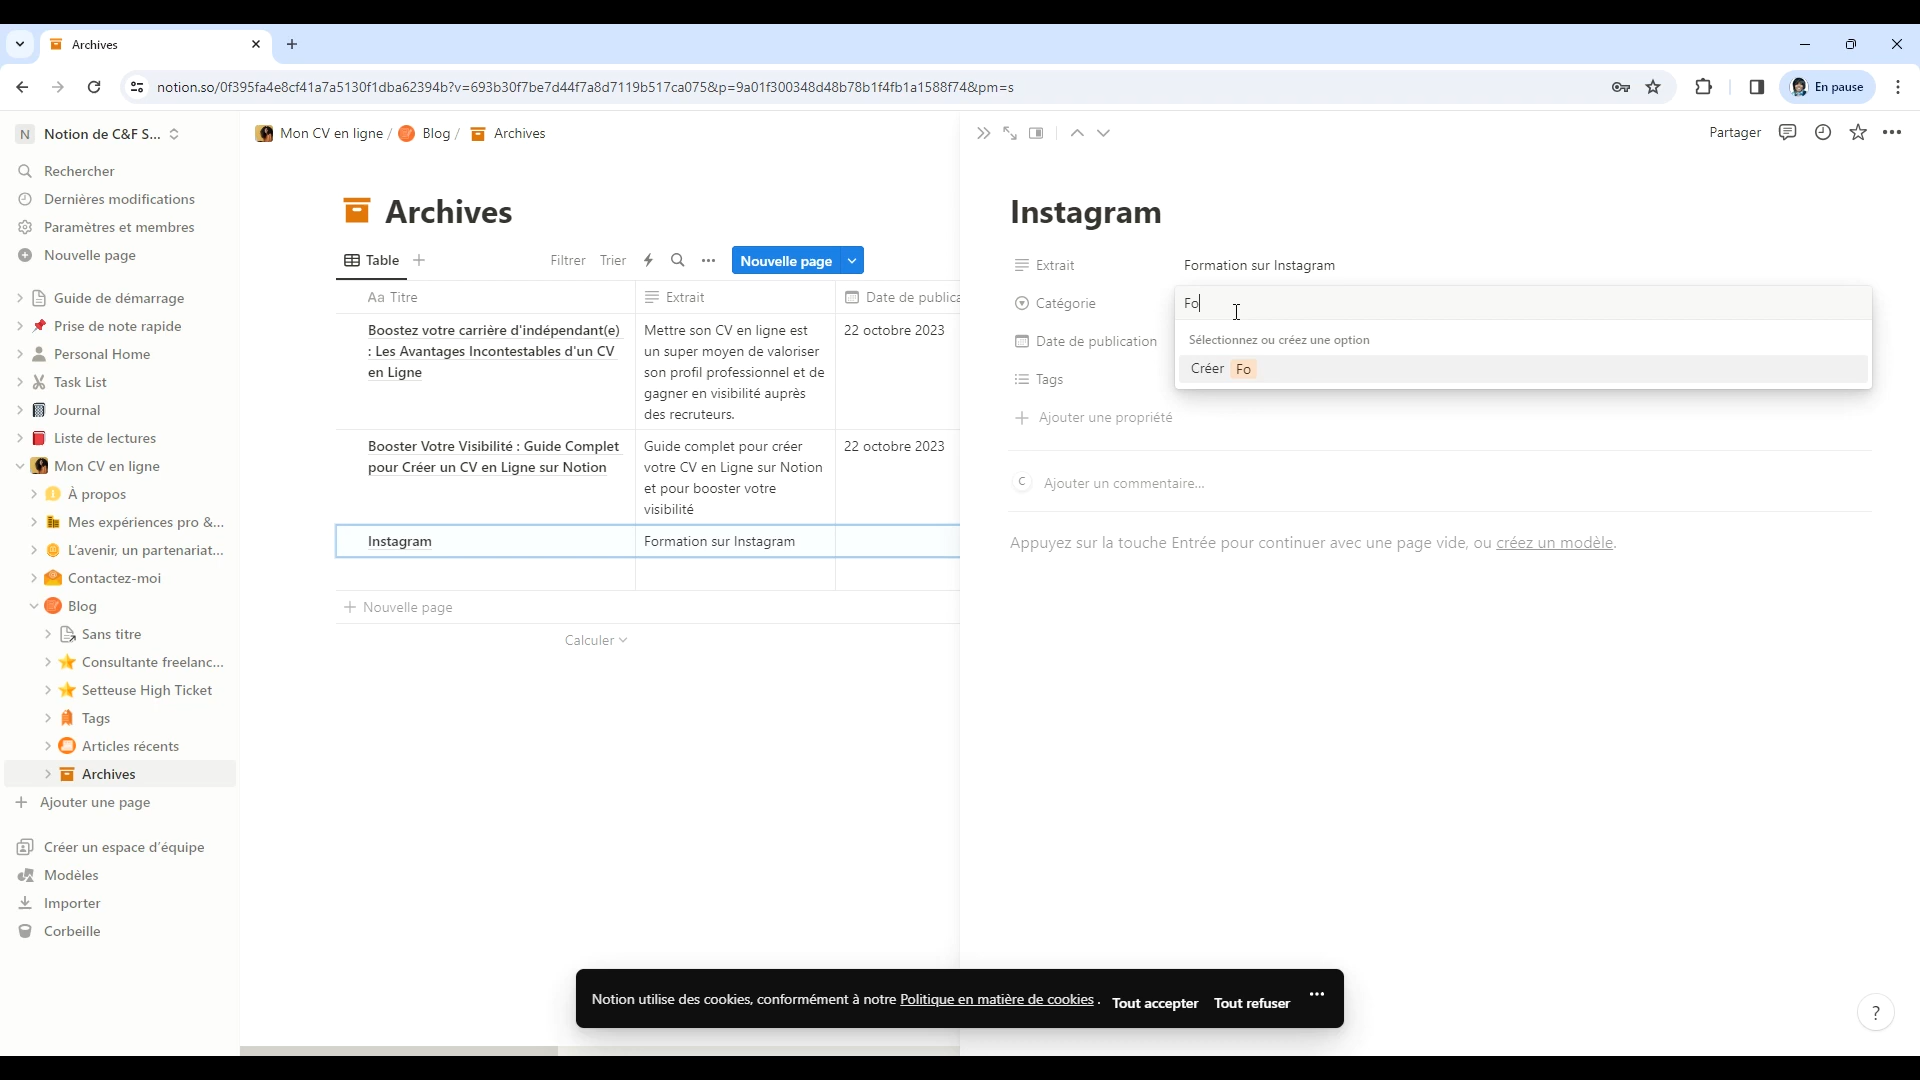 Archives
notion.so/0f395fa4e8cf41a7a5130f1dba62394b?v=693b30f7be7d44f7a8d7119b517ca075&p=9a01f300348d48b78b1f4fb1a1588f74&pm=s
En pause
N Notion de C&F S...
Rechercher
Dernières modifications
Paramètres et membres
Nouvelle page
Guide de démarrage
Prise de note rapide
Personal Home
Task List
Journal
Liste de lectures
Mon CV en ligne
À propos
Mes expériences pro &...
L'avenir, un partenariat...
Contactez-moi
Blog
Sans titre
Consultante freelanc...
Setteuse High Ticket
Tags
Articles récents
Archives
Ajouter une page
Créer un espace d'équipe
Modèles
Importer
Corbeille
Mon CV en ligne / Blog / Archives
Archives
Table
Filtrer Trier
Nouvelle page
Aa Titre
Extrait
Date de publica
Boostez votre carrière d'indépendant(e)
: Les Avantages Incontestables d'un CV
en Ligne
Mettre son CV en ligne est
un super moyen de valoriser
son profil professionnel et de
gagner en visibilité auprès
des recruteurs.
22 octobre 2023
Booster Votre Visibilité : Guide Complet
pour Créer un CV en Ligne sur Notion
Guide complet pour créer
votre CV en Ligne sur Notion
et pour booster votre
visibilité
22 octobre 2023
Instagram
Formation sur Instagram
Nouvelle page
Calculer
Partager
Instagram
Extrait
Formation sur Instagram
Catégorie
Fo
Sélectionnez ou créez une option
Créer Fo
Date de publication
Tags
Ajouter une propriété
C Ajouter un commentaire...
Appuyez sur la touche Entrée pour continuer avec une page vide, ou créez un modèle.
Notion utilise des cookies, conformément à notre Politique en matière de cookies . Tout accepter Tout refuser ...
?